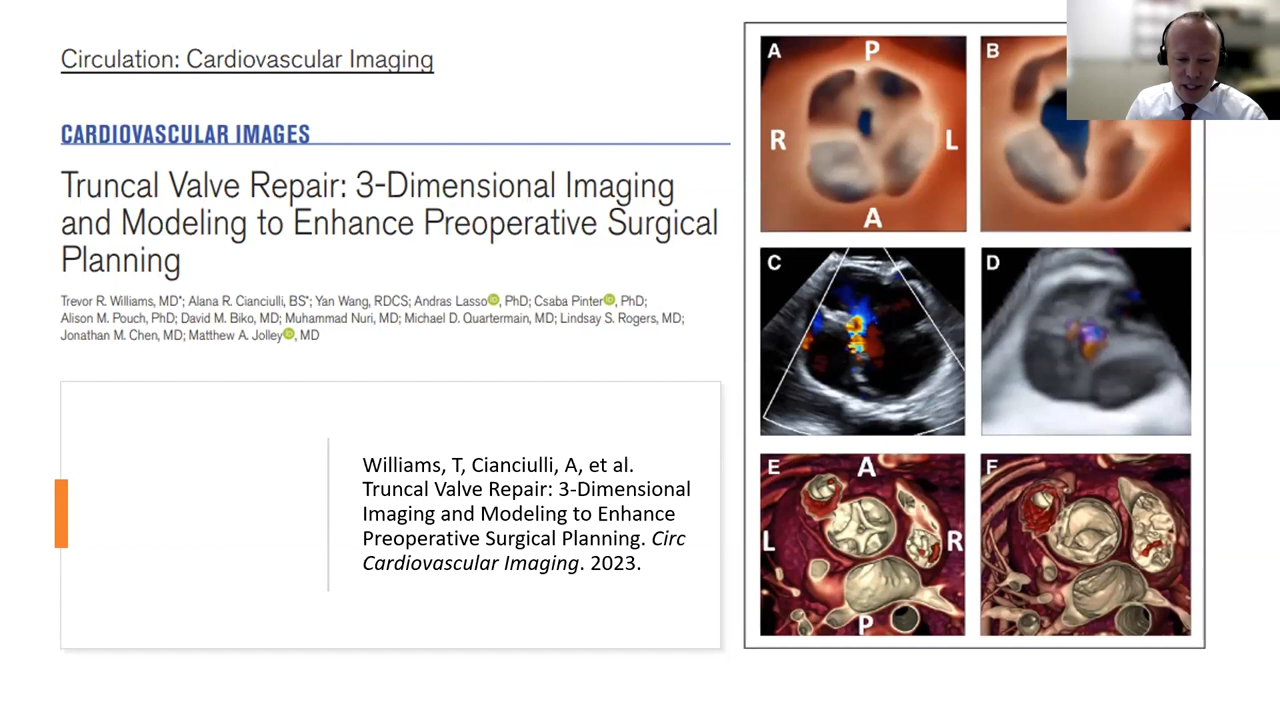 Circulation: Cardiovascular Imaging
CARDIOVASCULAR IMAGES
Truncal Valve Repair: 3-Dimensional Imaging
and Modeling to Enhance Preoperative Surgical
Planning
Trevor R. Williams, MD*; Alana R. Cianciulli, BS*; Yan Wang, RDCS; Andras Lasso iD, PhD; Csaba Pinter iD, PhD;
Alison M. Pouch, PhD; David M. Biko, MD; Muhammad Nuri, MD; Michael D. Quartermain, MD; Lindsay S. Rogers, MD;
Jonathan M. Chen, MD; Matthew A. Jolley iD, MD
Williams, T, Cianciulli, A, et al.
Truncal Valve Repair: 3-Dimensional
Imaging and Modeling to Enhance
Preoperative Surgical Planning. Circ
Cardiovascular Imaging. 2023.
A
P
R
L
A
B
C
D
E
A
L
R
P
F